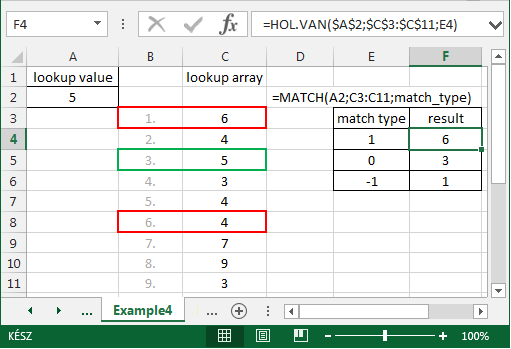 F4 fx =HOL.VAN($A$2;$C$3:$C$11;E4)
A B C D E F
1 lookup value lookup array
2 5 =MATCH(A2;C3:C11;match_type)
3 1. 6 match type result
4 2. 4 1 6
5 3. 5 0 3
6 4. 3 -1 1
7 5. 4
8 6. 4
9 7. 7
10 8. 9
11 9. 3
... Example4 ...
KÉSZ 100%